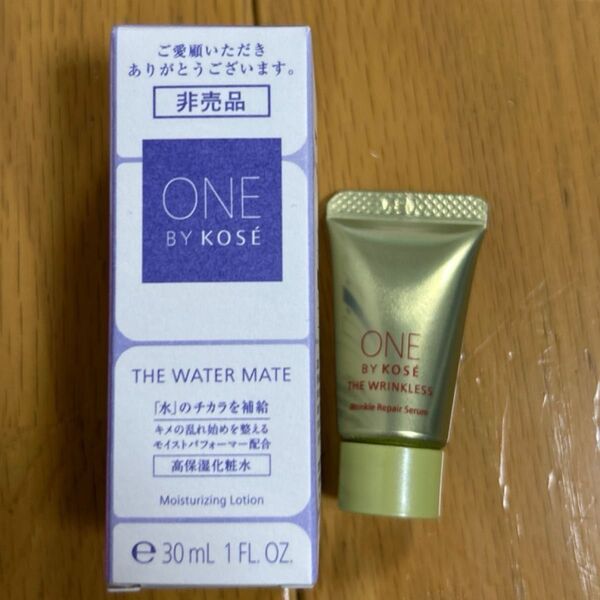 ご愛顧いただき
ありがとうございます。
非売品
ONE
BY KOSÉ
THE WATER MATE
「水」のチカラを補給
キメの乱れ始めを整える
モイストパフォーマー配合
高保湿化粧水
Moisturizing Lotion
℮ 30 mL 1 FL. OZ.
ONE
BY KOSÉ
THE WRINKLESS
Wrinkle Repair Serum